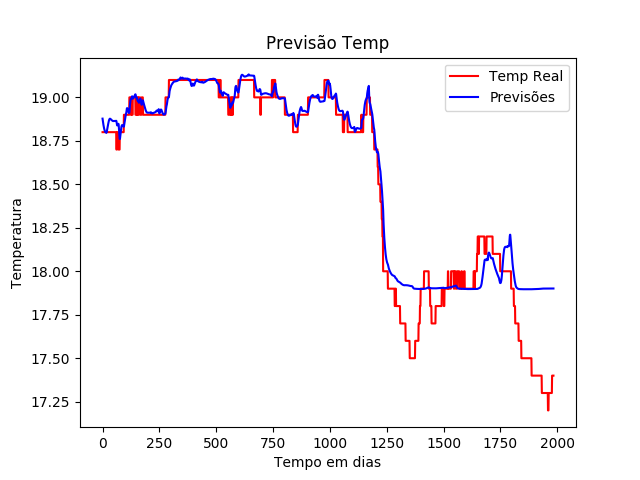 Previsão Temp
Temp Real
Previsões
Temperatura
19.00
18.75
18.50
18.25
18.00
17.75
17.50
17.25
0 250 500 750 1000 1250 1500 1750 2000
Tempo em dias